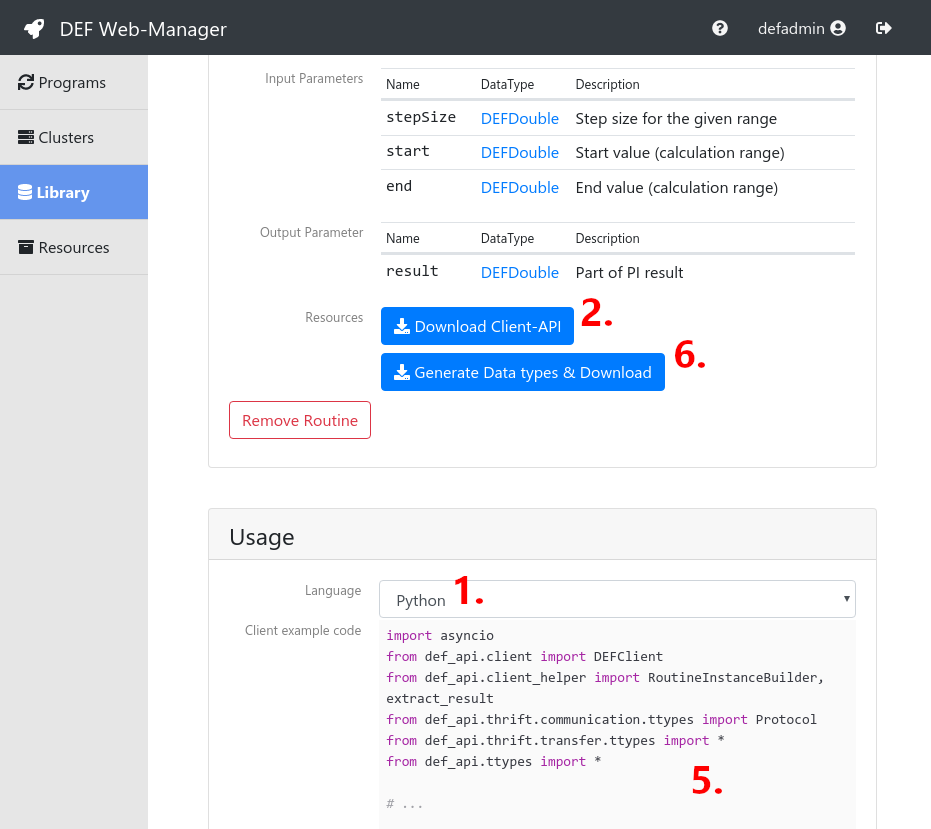 DEF Web-Manager
defadmin
Programs
Clusters
Library
Resources
Input Parameters
Name DataType Description
stepSize DEFDouble Step size for the given range
start DEFDouble Start value (calculation range)
end DEFDouble End value (calculation range)
Output Parameter
Name DataType Description
result DEFDouble Part of PI result
Resources
Download Client-API 2.
Generate Data types & Download 6.
Remove Routine
Usage
Language Python 1.
Client example code
import asyncio
from def_api.client import DEFClient
from def_api.client_helper import RoutineInstanceBuilder,
extract_result
from def_api.thrift.communication.ttypes import Protocol
from def_api.thrift.transfer.ttypes import *
from def_api.ttypes import *
5.
# ...